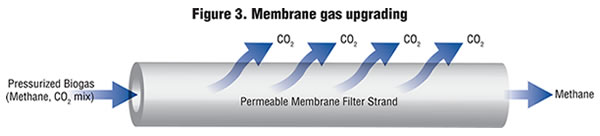 Figure 3. Membrane gas upgrading
CO₂ CO₂ CO₂ CO₂
Pressurized Biogas
(Methane, CO₂ mix)
Permeable Membrane Filter Strand
Methane